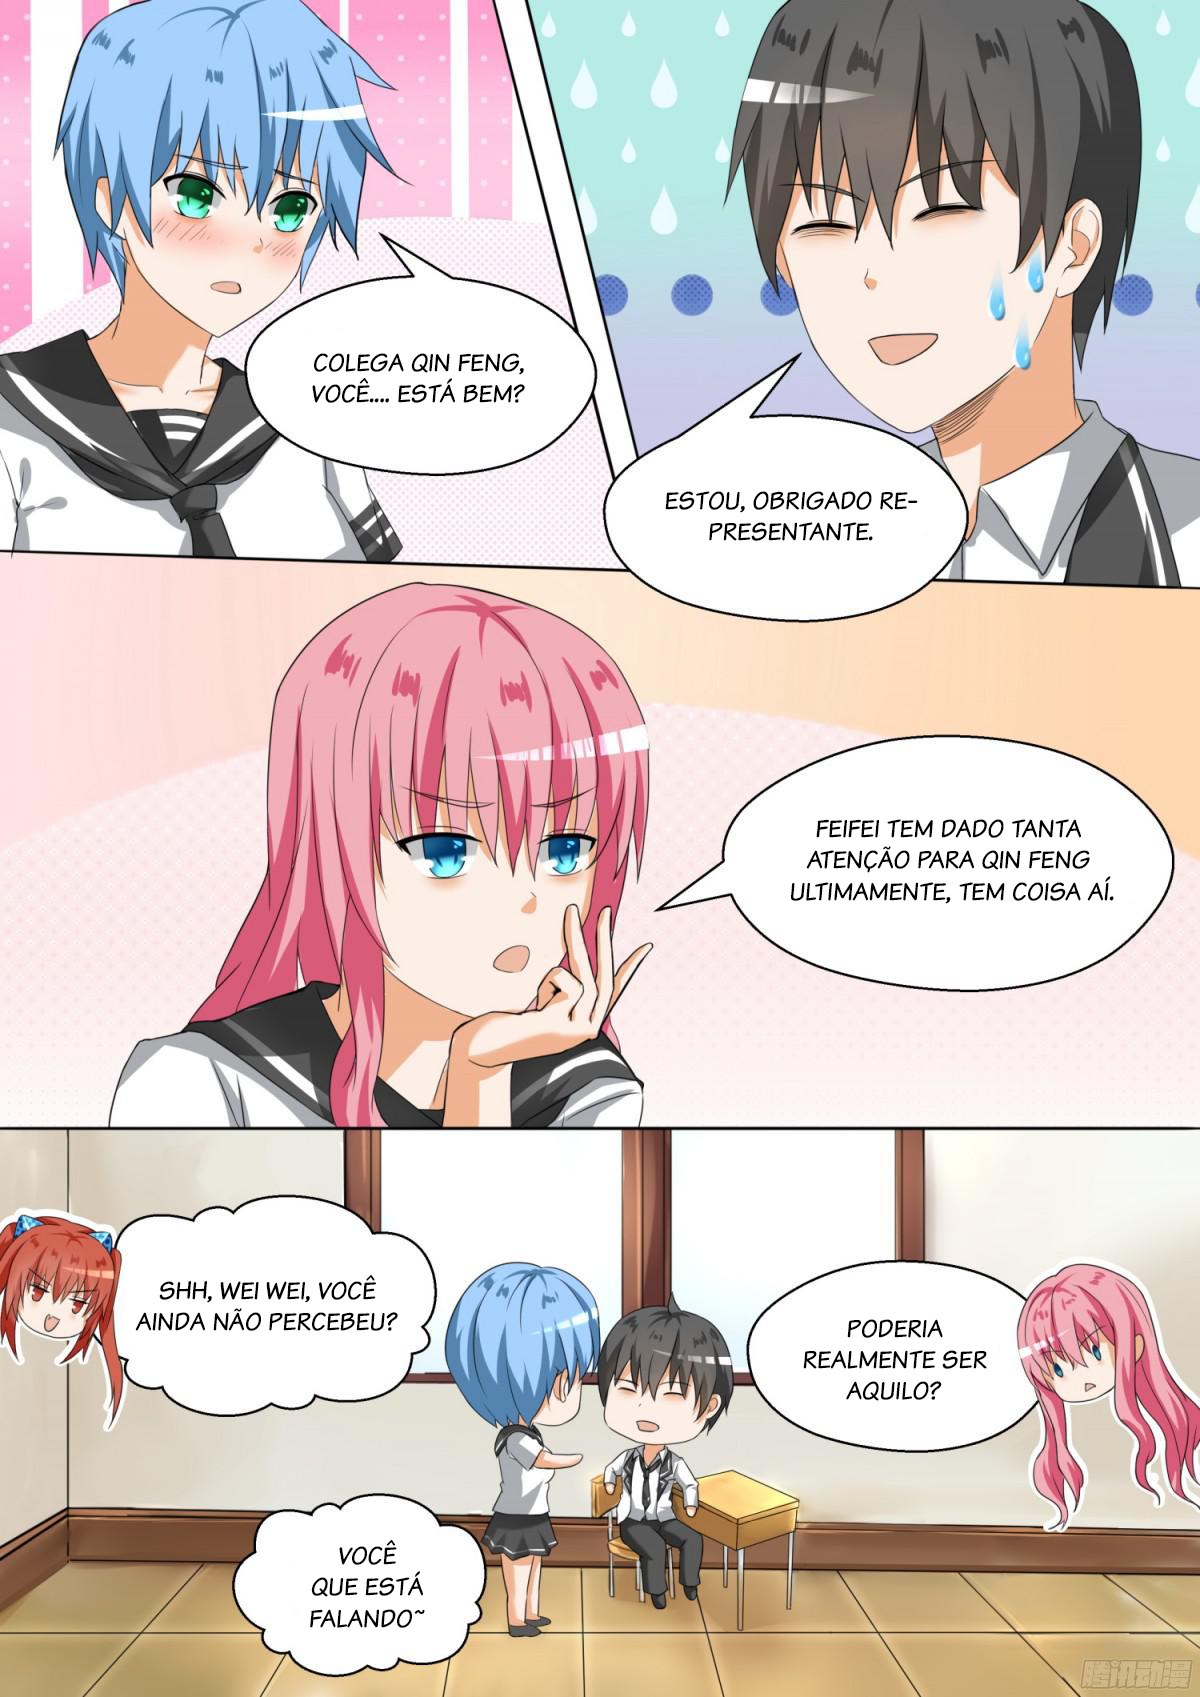 COLEGA QIN FENG,
VOCÊ.... ESTÁ BEM?
ESTOU, OBRIGADO RE-
PRESENTANTE.
FEIFEI TEM DADO TANTA
ATENÇÃO PARA QIN FENG
ULTIMAMENTE, TEM COISA AÍ.
SHH, WEI WEI, VOCÊ
AINDA NÃO PERCEBEU?
PODERIA
REALMENTE SER
AQUILO?
VOCÊ
QUE ESTÁ
FALANDO~
腾讯动漫